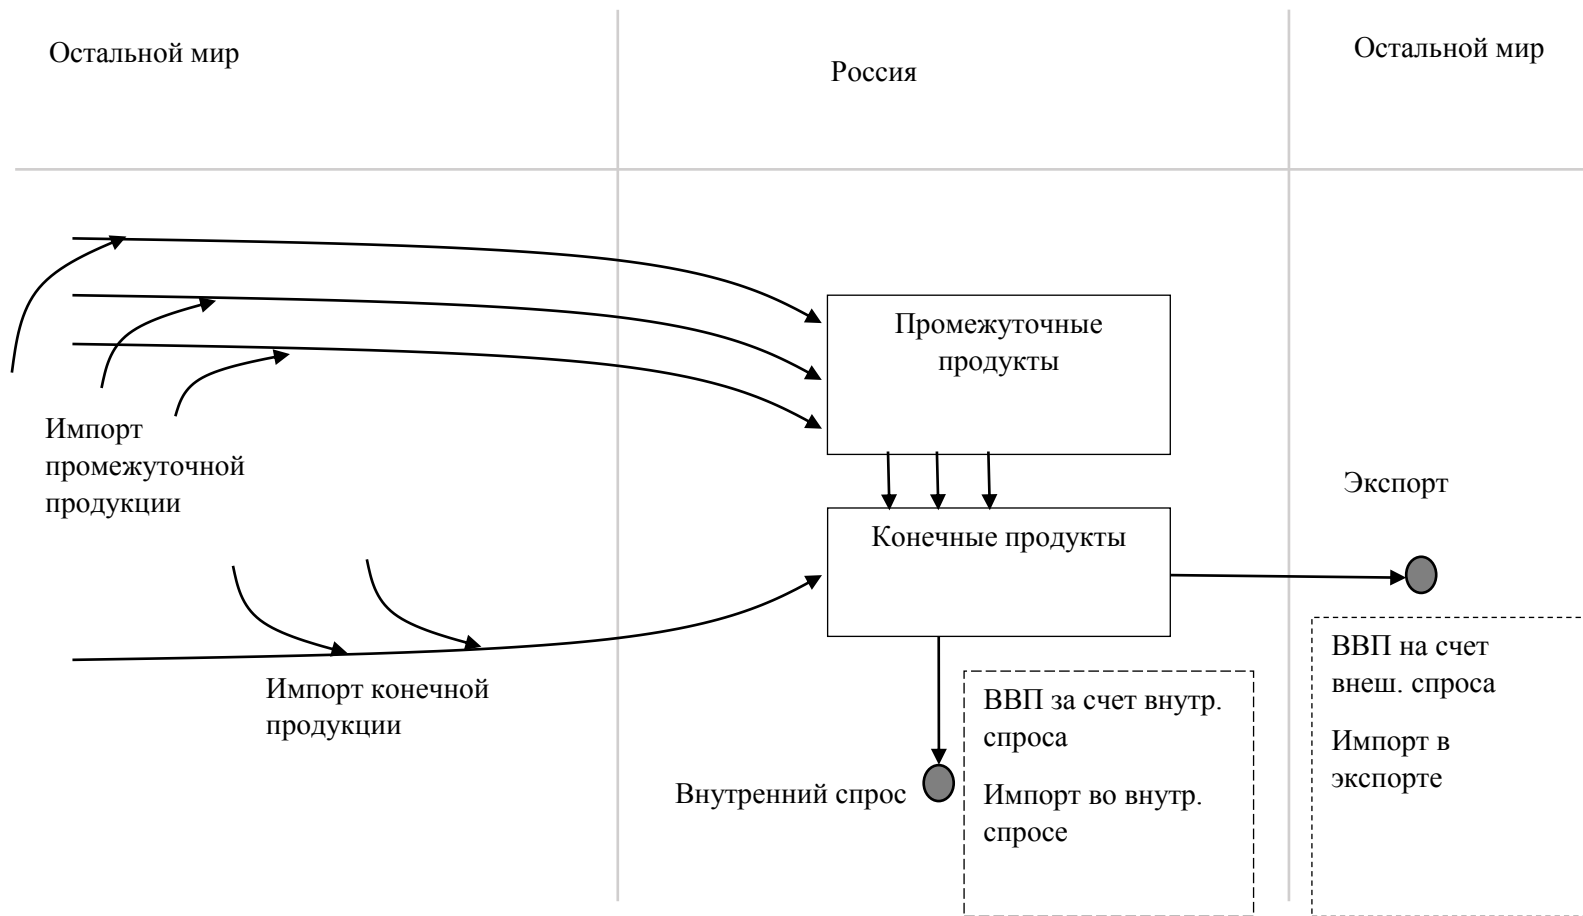 Остальной мир
Россия
Остальной мир
Промежуточные
продукты
Импорт
промежуточной
продукции
Экспорт
Конечные продукты
Импорт конечной
продукции
ВВП за счет внутр.
спроса
Импорт во внутр.
спросе
Внутренний спрос
ВВП на счет
внеш. спроса
Импорт в
экспорте